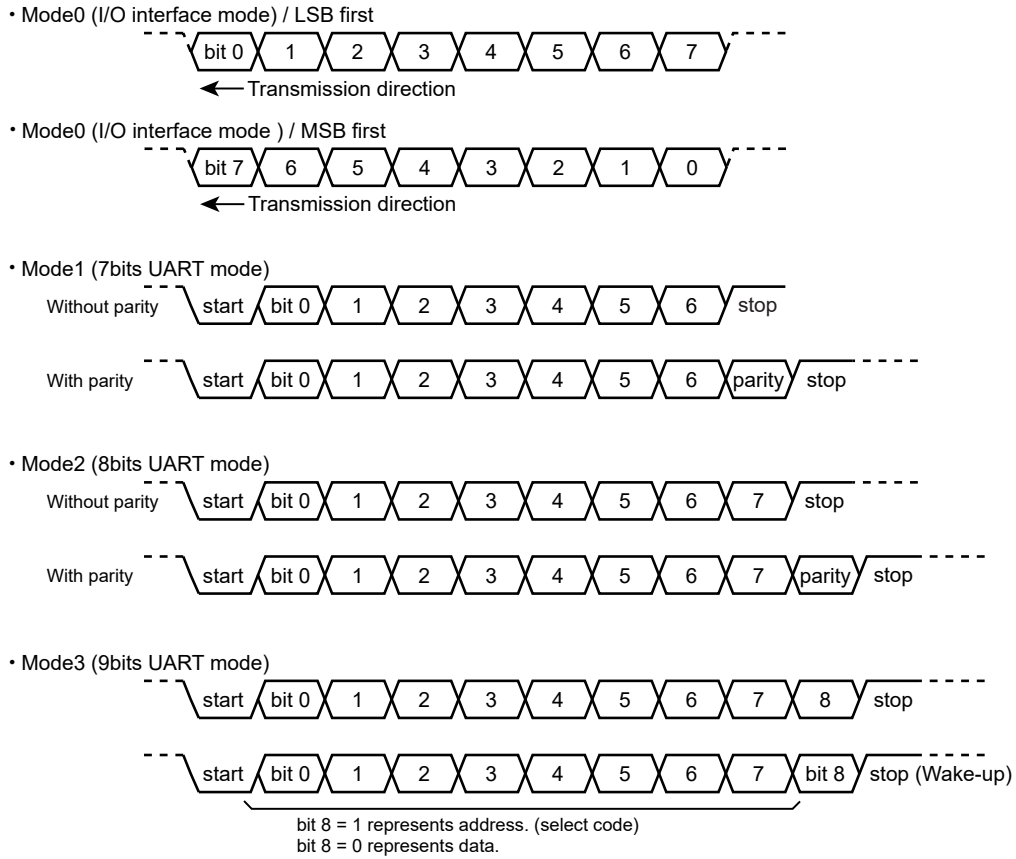 ・Mode0 (I/O interface mode) / LSB first
bit 0 1 2 3 4 5 6 7
Transmission direction
・Mode0 (I/O interface mode ) / MSB first
bit 7 6 5 4 3 2 1 0
Transmission direction
・Mode1 (7bits UART mode)
Without parity start bit 0 1 2 3 4 5 6 stop
With parity start bit 0 1 2 3 4 5 6 parity stop
・Mode2 (8bits UART mode)
Without parity start bit 0 1 2 3 4 5 6 7 stop
With parity start bit 0 1 2 3 4 5 6 7 parity stop
・Mode3 (9bits UART mode)
start bit 0 1 2 3 4 5 6 7 8 stop
start bit 0 1 2 3 4 5 6 7 bit 8 stop (Wake-up)
bit 8 = 1 represents address. (select code)
bit 8 = 0 represents data.